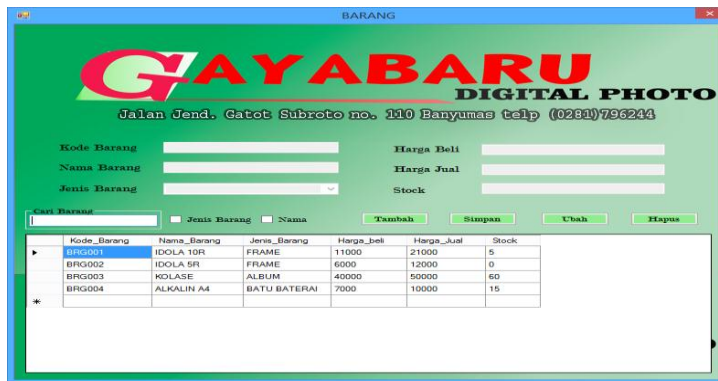 BARANG
GAYABARU
DIGITAL PHOTO
Jalan Jend. Gatot Subroto no. 110 Banyumas telp (0281)796244
Kode Barang
Harga Beli
Nama Barang
Harga Jual
Jenis Barang
Stock
Cari Barang
Jenis Barang Nama Tambah Simpan Ubah Hapus
Kode_Barang Nama_Barang Jenis_Barang Harga_beli Harga_Jual Stock
BRG001 IDOLA 10R FRAME 11000 21000 5
BRG002 IDOLA 5R FRAME 6000 12000 0
BRG003 KOLASE ALBUM 40000 50000 60
BRG004 ALKALIN A4 BATU BATERAI 7000 10000 15